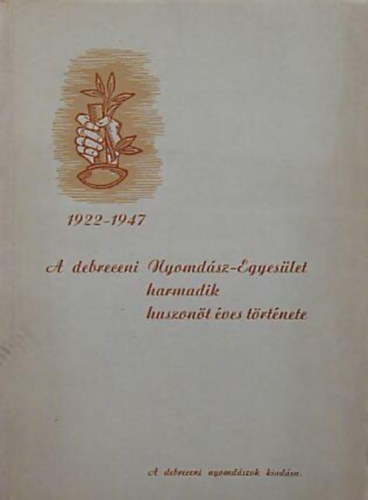 1922-1947
A debreceni Nyomdász-Egyesület
harmadik
huszonöt éves története
A debreceni nyomdászok kiadása.